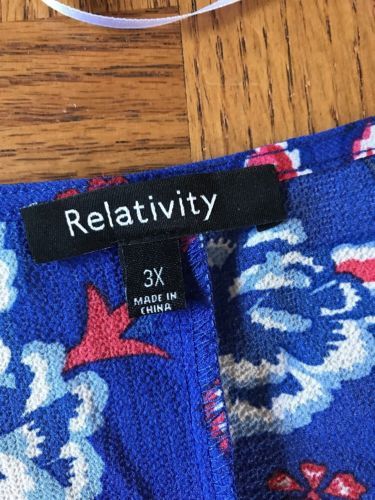 Relativity
3X
MADE IN
CHINA